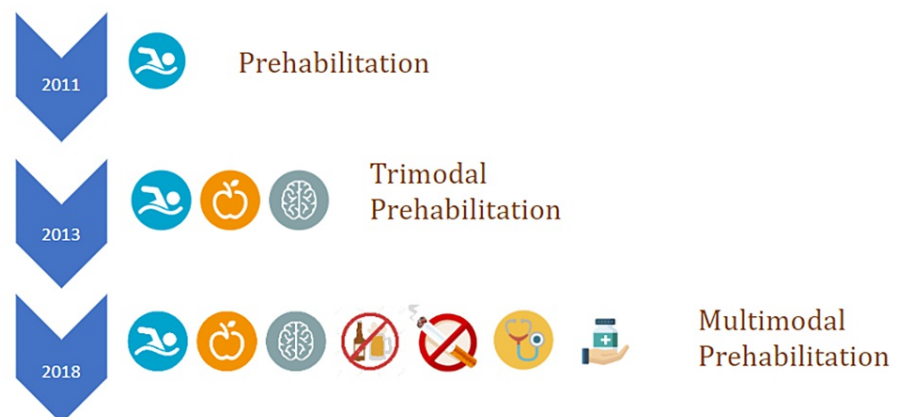 2011
Prehabilitation
2013
Trimodal
Prehabilitation
2018
Multimodal
Prehabilitation